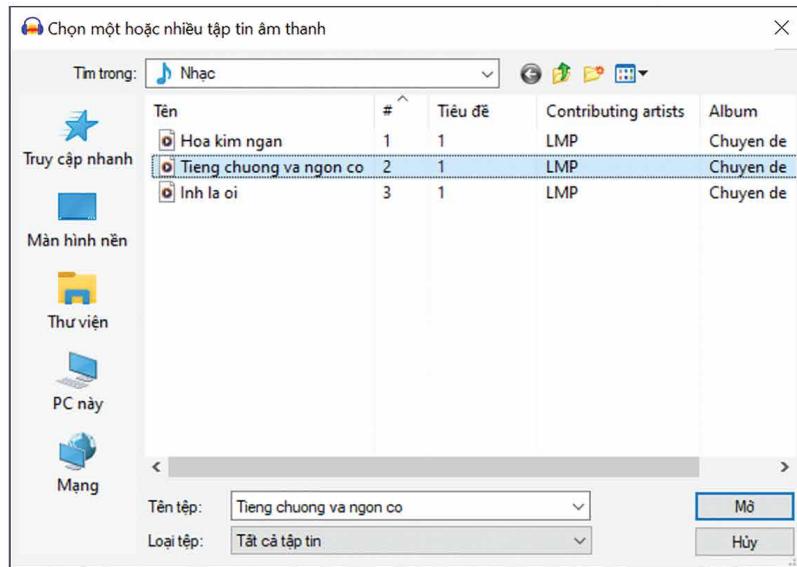 Chọn một hoặc nhiều tập tin âm thanh
Tìm trong: Nhạc
Tên # Tiêu đề Contributing artists Album
Hoa kim ngan 1 1 LMP Chuyen de
Tieng chuong va ngon co 2 1 LMP Chuyen de
Inh la oi 3 1 LMP Chuyen de
Truy cập nhanh
Màn hình nền
Thư viện
PC này
Mạng
Tên tệp: Tieng chuong va ngon co Mở
Loại tệp: Tất cả tập tin Hủy